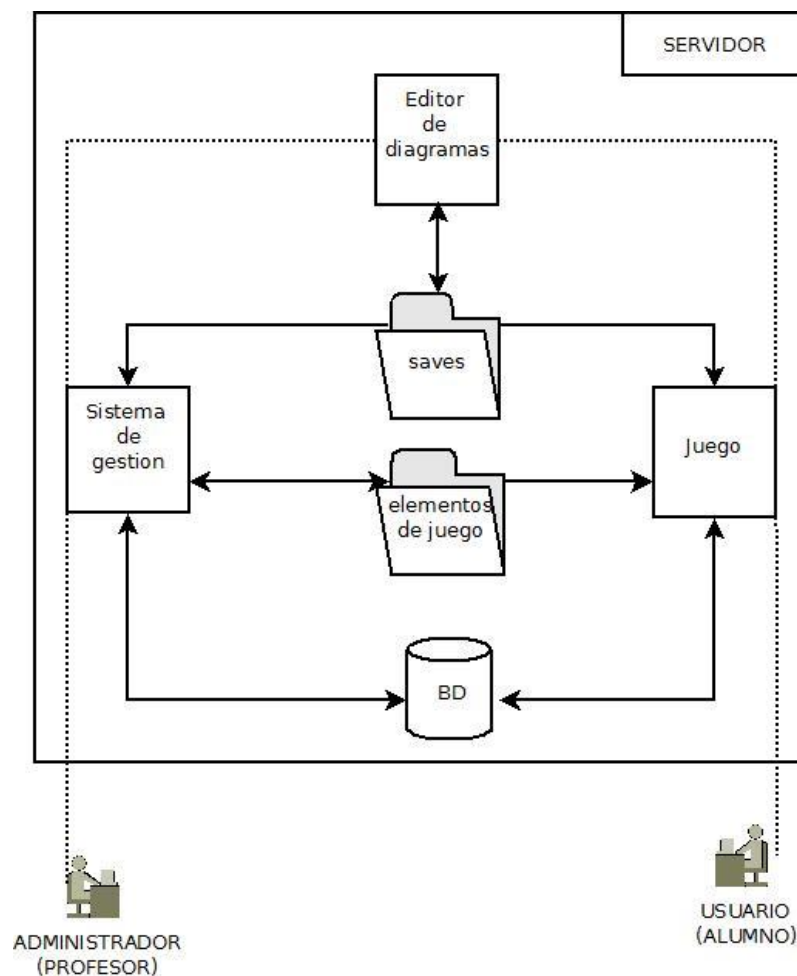 SERVIDOR
Editor
de
diagramas
saves
Sistema
de
gestion
Juego
elementos
de juego
BD
ADMINISTRADOR
(PROFESOR)
USUARIO
(ALUMNO)